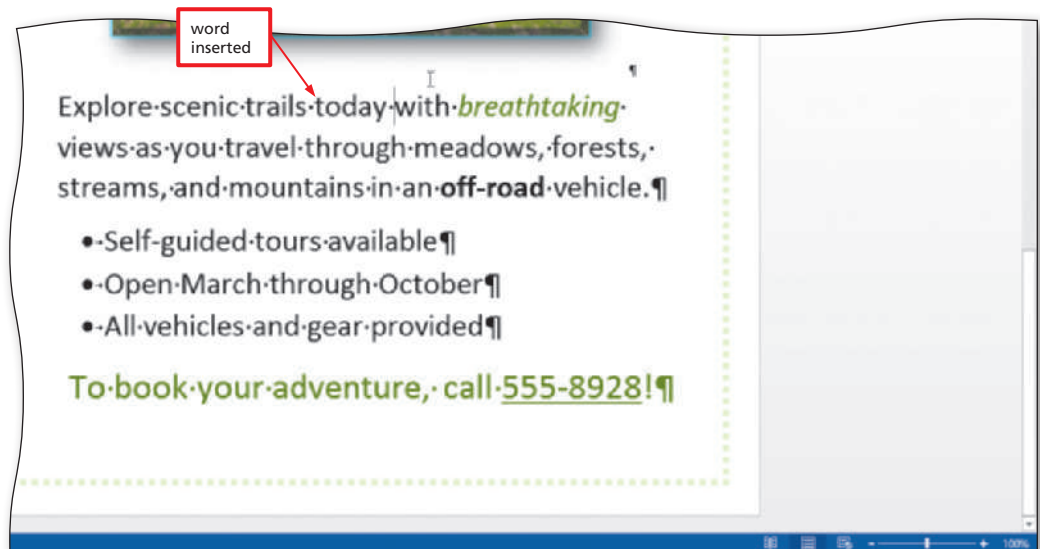 word
inserted
¶
Explore·scenic·trails·today·with·breathtaking·
views·as·you·travel·through·meadows,·forests,·
streams,·and·mountains·in·an·off-road·vehicle.¶
•·Self-guided·tours·available¶
•·Open·March·through·October¶
•·All·vehicles·and·gear·provided¶
To·book·your·adventure,·call·555-8928!¶
100%